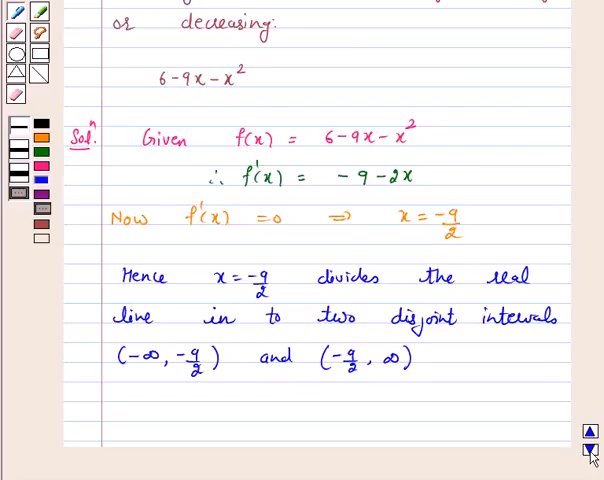 or decreasing:
6-9x-x²
Solⁿ. Given f(x) = 6-9x-x²
∴ f'(x) = -9-2x
Now f'(x) =0 ⇒ x = -9/2
Hence x = -9/2 divides the real
line in to two disjoint intervals
(-∞, -9/2) and (-9/2, ∞)